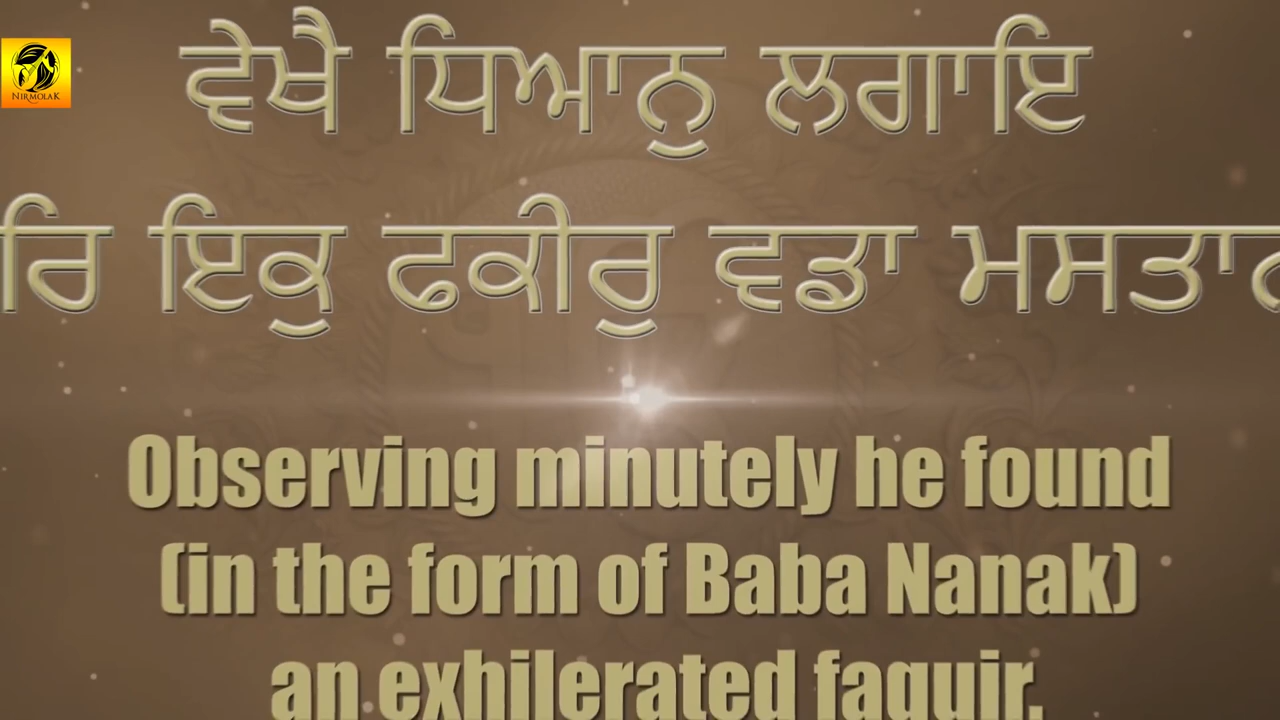 NIRMOLAK
ਵੇਖੈ ਧਿਆਨੁ ਲਗਾਇ
ਇਕੁ ਫਕੀਰੁ ਵਡਾ
Observing minutely he found
(in the form of Baba Nanak)
an exhilerated faquir.